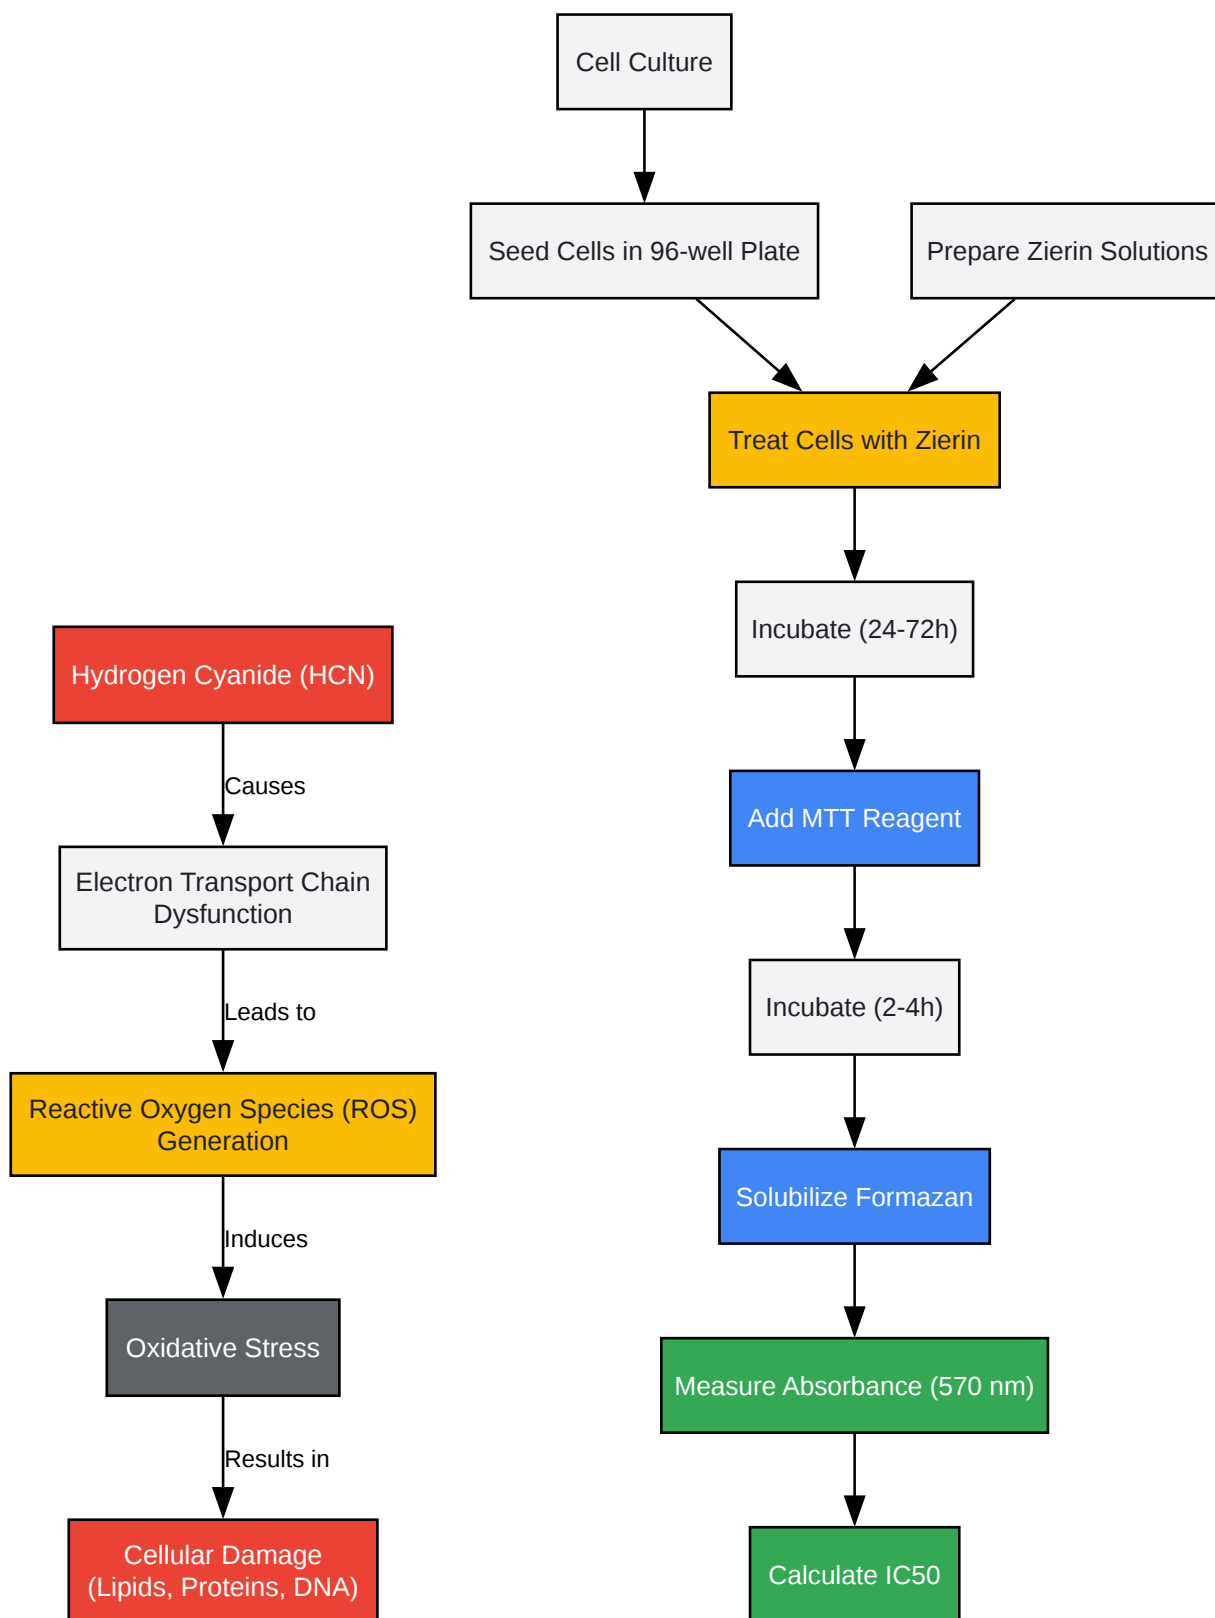 Cell Culture
Seed Cells in 96-well Plate
Prepare Zierin Solutions
Treat Cells with Zierin
Incubate (24-72h)
Add MTT Reagent
Incubate (2-4h)
Solubilize Formazan
Measure Absorbance (570 nm)
Calculate IC50
Hydrogen Cyanide (HCN)
Causes
Electron Transport Chain
Dysfunction
Leads to
Reactive Oxygen Species (ROS)
Generation
Induces
Oxidative Stress
Results in
Cellular Damage
(Lipids, Proteins, DNA)